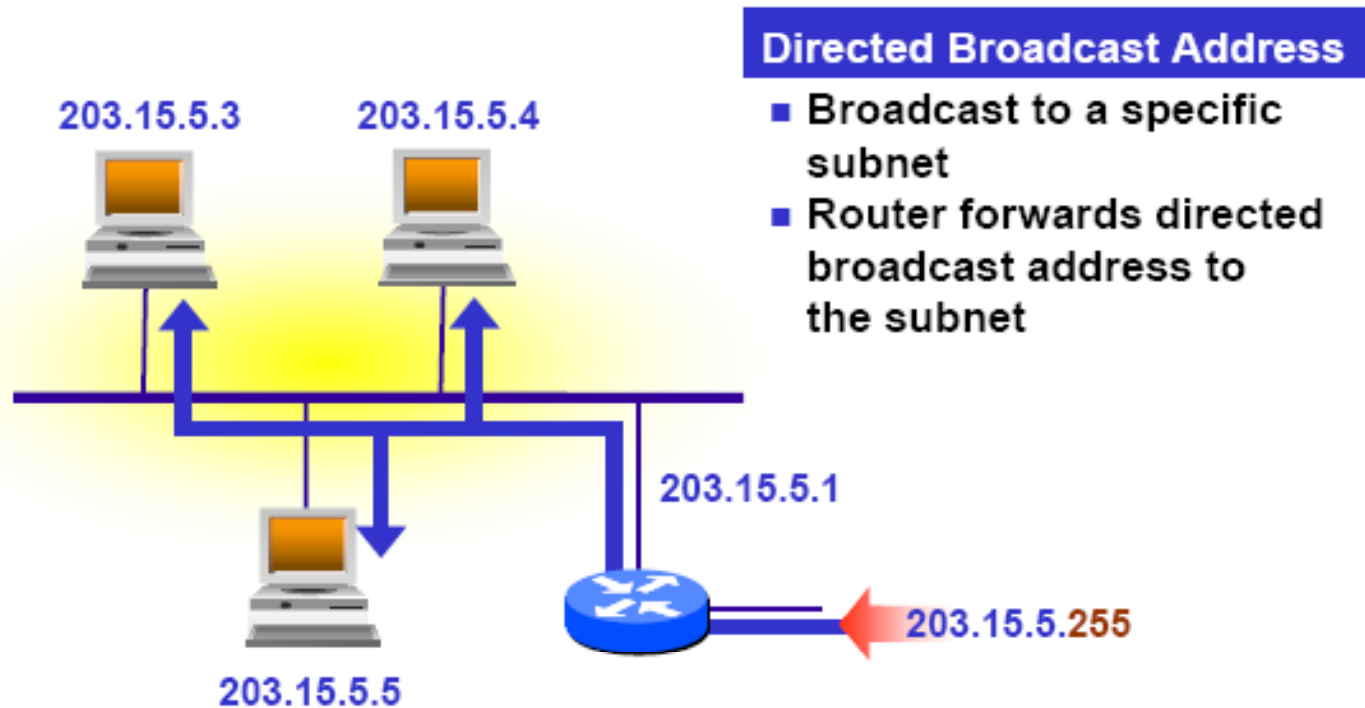 Directed Broadcast Address
203.15.5.3
203.15.5.4
■ Broadcast to a specific
subnet
■ Router forwards directed
broadcast address to
the subnet
203.15.5.1
203.15.5.255
203.15.5.5